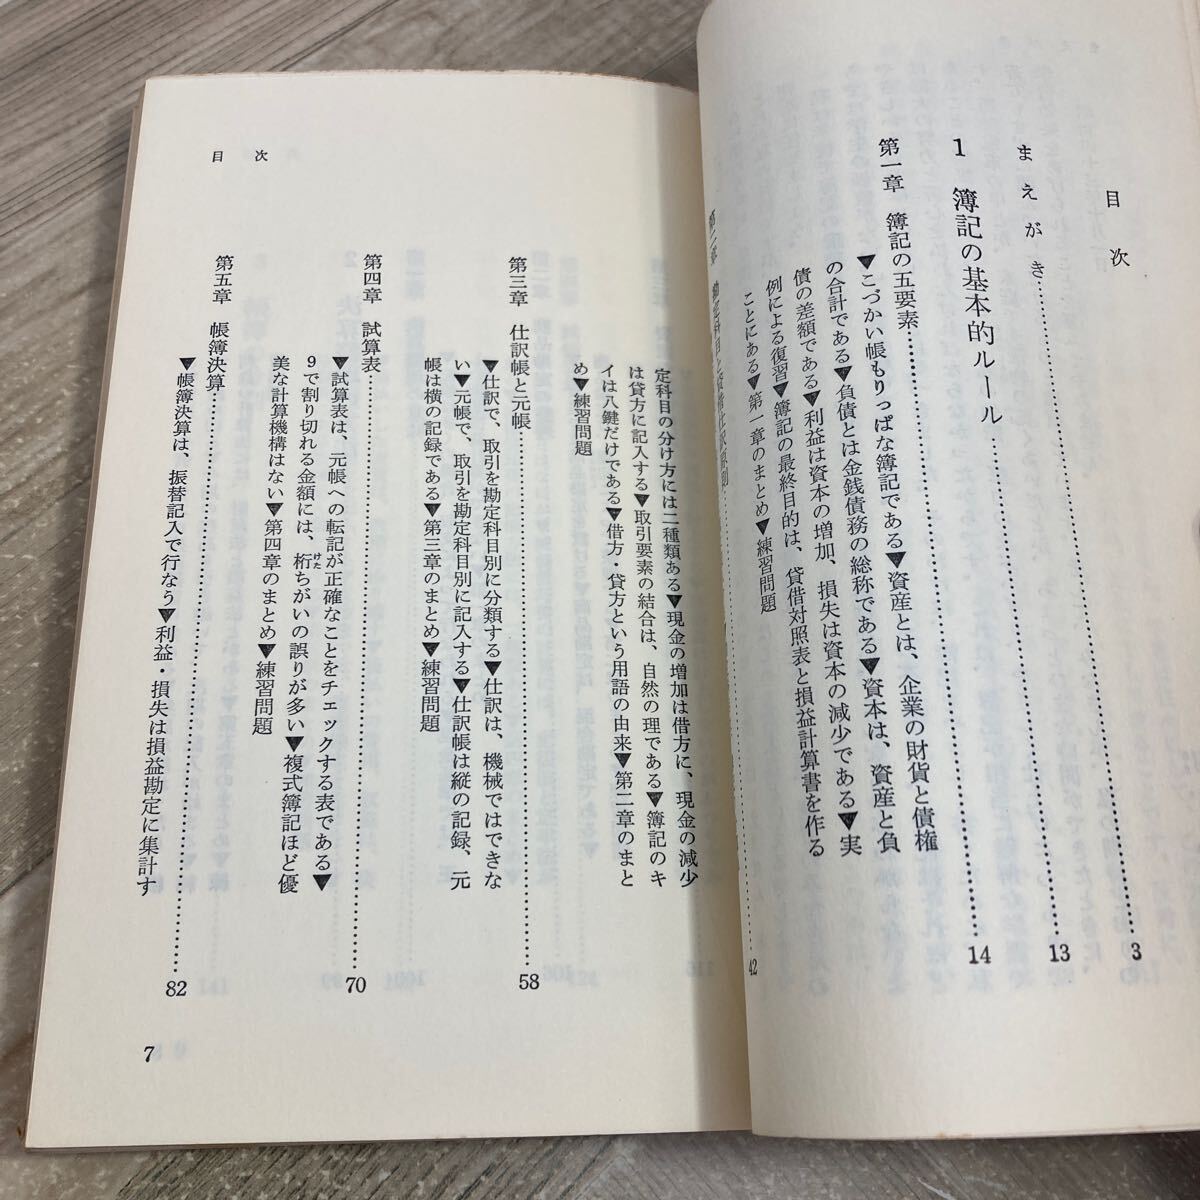 目次
まえがき……3
1 簿記の基本的ルール……13
第一章 簿記の五要素……14
▼こづかい帳もりっぱな簿記である▼資産とは、企業の財貨と債権
の合計である▼負債とは金銭債務の総称である▼資本は、資産と負
債の差額である▼利益は資本の増加、損失は資本の減少である▼実
例による復習▼簿記の最終目的は、貸借対照表と損益計算書を作る
ことにある▼第一章のまとめ▼練習問題
第二章 勘定科目と貸借仕訳原則……42
定科目の分け方には二種類ある▼現金の増加は借方に、現金の減少
は貸方に記入する▼取引要素の結合は、自然の理である▼簿記のキ
イは八鍵だけである▼借方・貸方という用語の由来▼第二章のまと
め▼練習問題
第三章 仕訳帳と元帳……58
▼仕訳で、取引を勘定科目別に分類する▼仕訳は、機械ではできな
い▼元帳で、取引を勘定科目別に記入する▼仕訳帳は縦の記録、元
帳は横の記録である▼第三章のまとめ▼練習問題
第四章 試算表……70
▼試算表は、元帳への転記が正確なことをチェックする表である▼
9で割り切れる金額には、桁ちがいの誤りが多い▼複式簿記ほど優
けた
美な計算機構はない▼第四章のまとめ▼練習問題
第五章 帳簿決算……82
▼帳簿決算は、振替記入で行なう▼利益・損失は損益勘定に集計す
目次
7